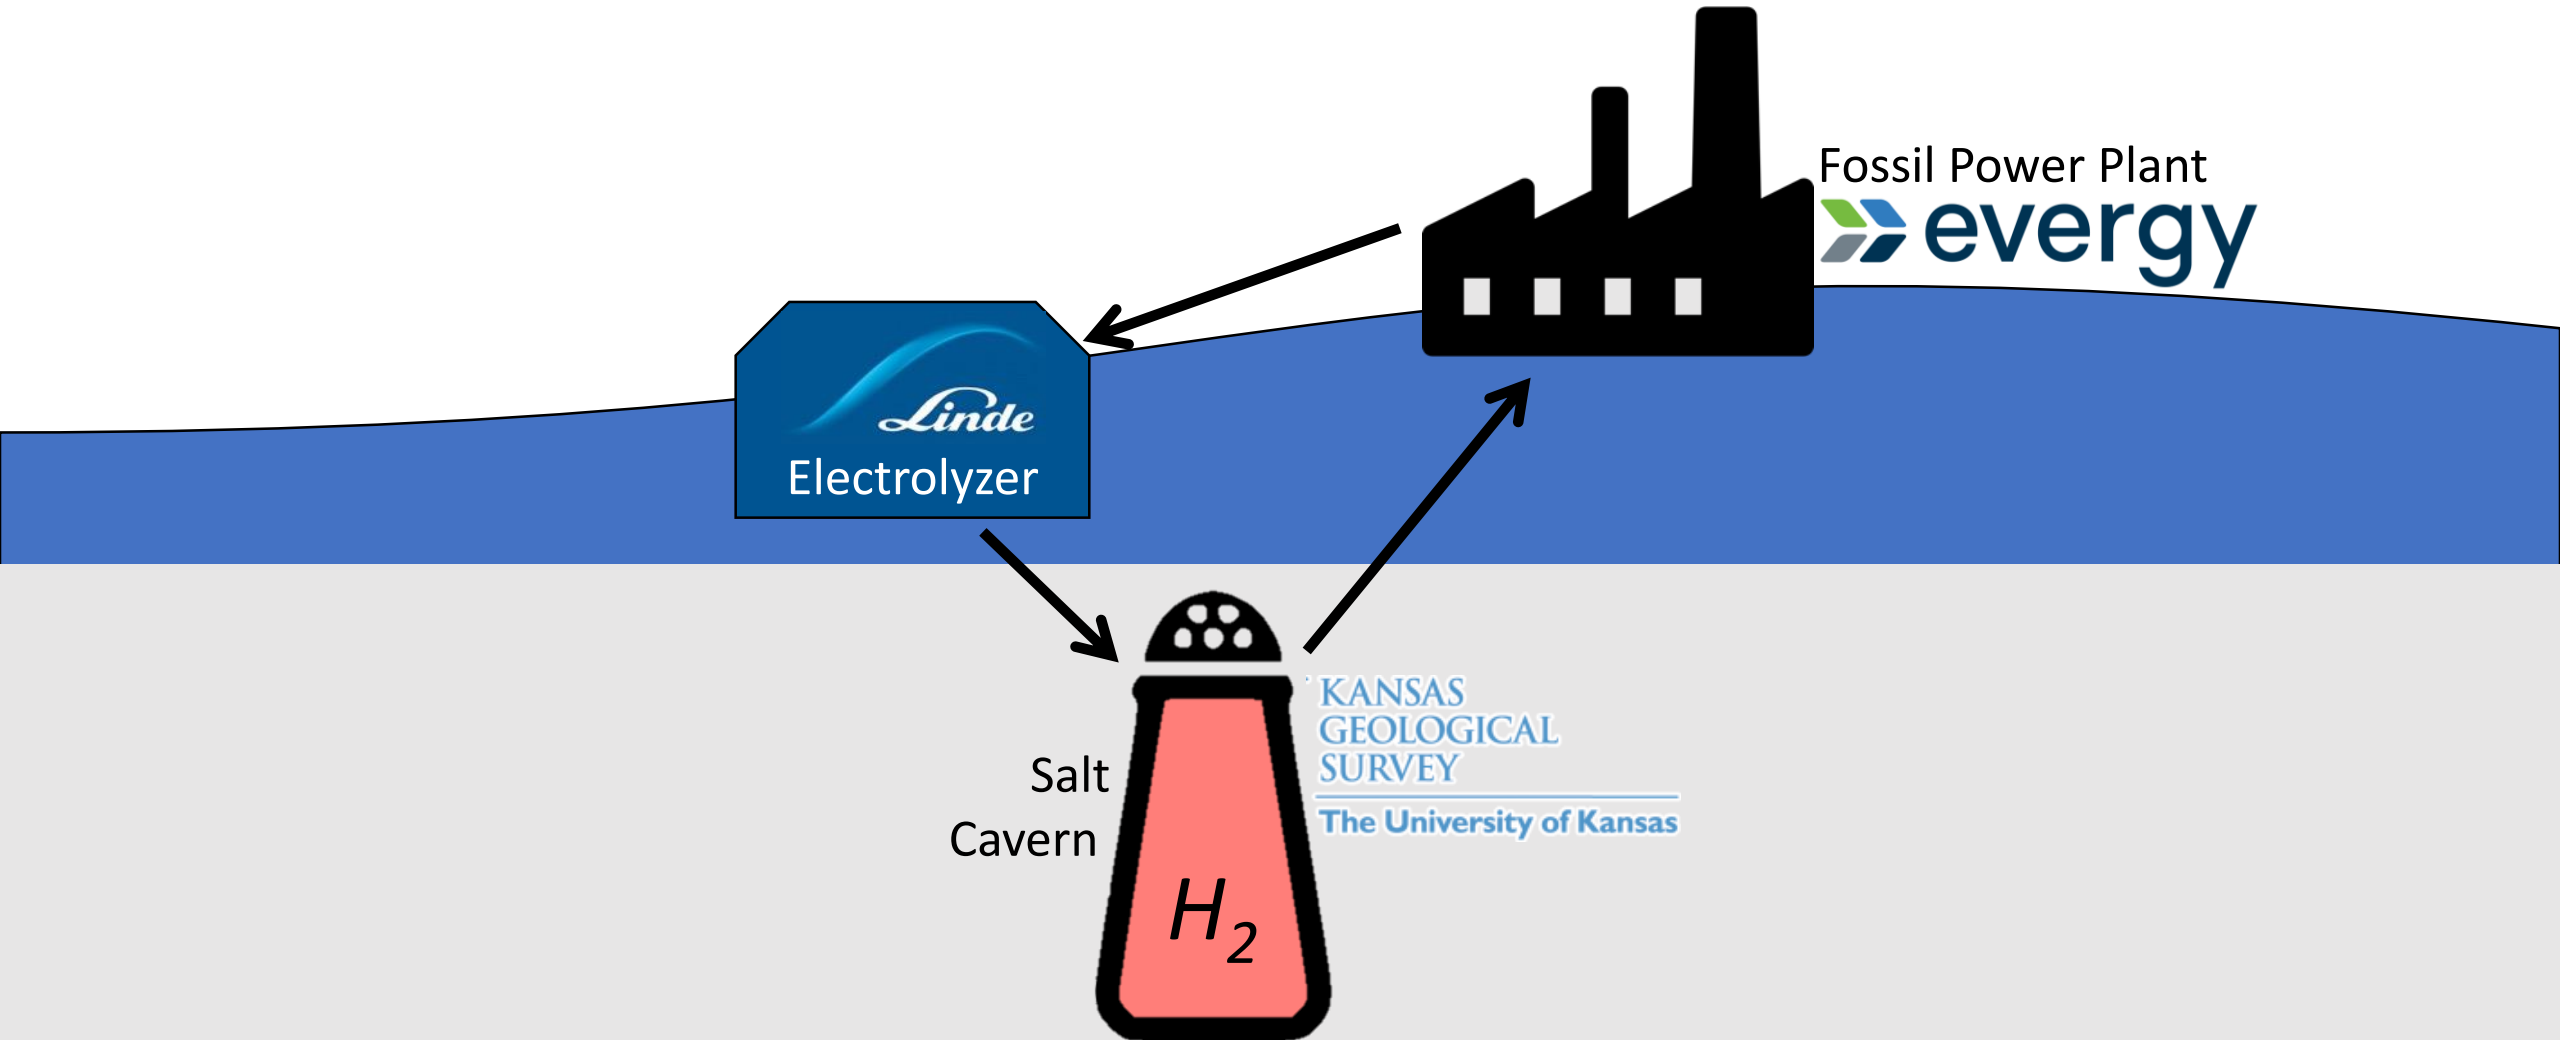 Fossil Power Plant
evergy
Linde
Electrolyzer
KANSAS
GEOLOGICAL
SURVEY
The University of Kansas
Salt
Cavern
H₂